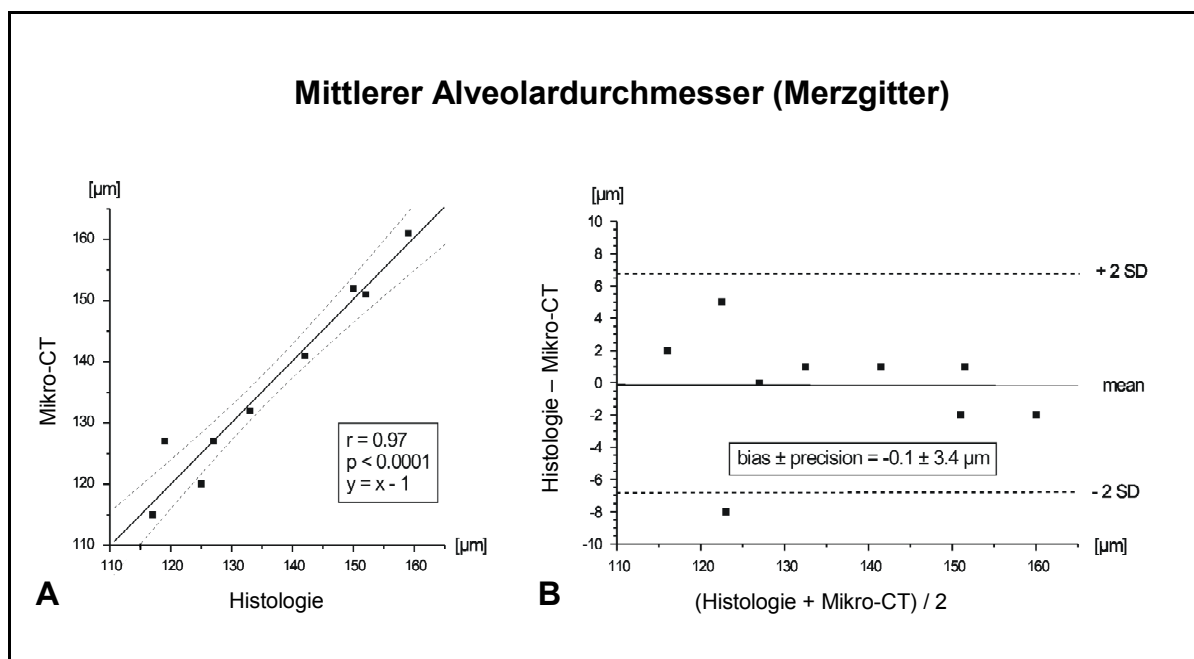 Mittlerer Alveolardurchmesser (Merzgitter)
[µm]
Mikro-CT
160
150
140
130
120
110
r = 0.97
p < 0.0001
y = x - 1
[µm]
110 120 130 140 150 160
A
Histologie
[µm]
Histologie – Mikro-CT
10
8
6
4
2
0
-2
-4
-6
-8
-10
+ 2 SD
mean
bias ± precision = -0.1 ± 3.4 µm
- 2 SD
[µm]
110 120 130 140 150 160
B
(Histologie + Mikro-CT) / 2